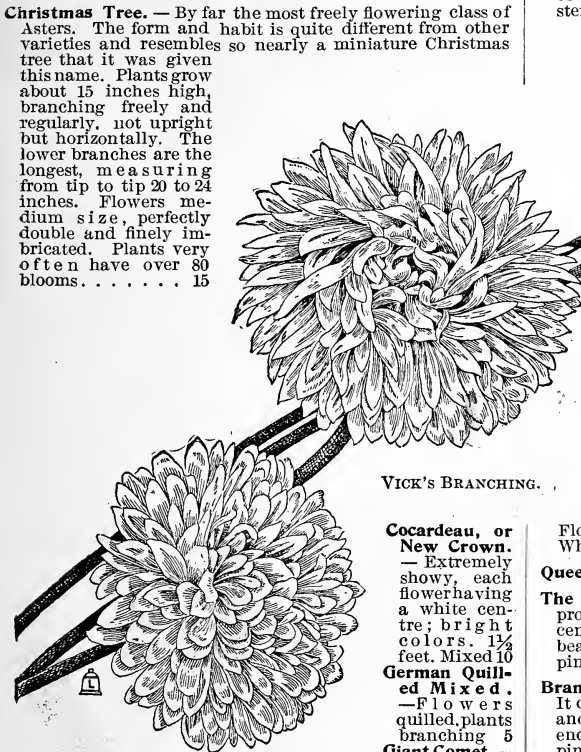 Christmas Tree. — By far the most freely flowering class of
Asters. The form and habit is quite different from other
varieties and resembles so nearly a miniature Christmas
tree that it was given
this name. Plants grow
about 15 inches high,
branching freely and
regularly, not upright
but horizontally. The
lower branches are the
longest, measuring
from tip to tip 20 to 24
inches. Flowers me-
dium size, perfectly
double and finely im-
bricated. Plants very
often have over 80
blooms . . . . . . . 15
VICK'S BRANCHING.
Cocardeau, or
New Crown.
— Extremely
showy, each
flower having
a white cen-
tre; bright
colors. 1½
feet. Mixed 10
German Quill-
ed Mixed.
—Flowers
quilled, plants
branching 5
Giant Comet. —
L
ste
Flo
Wh
Quee
The
pro
cen
bea
pin
Bran
It c
and
enc